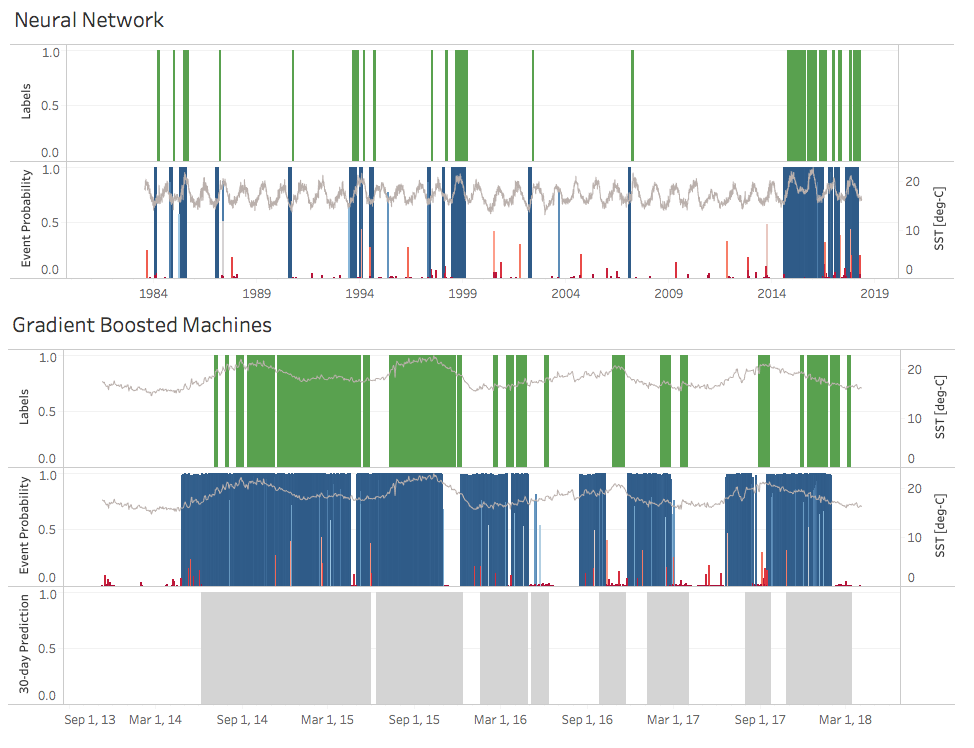 Neural Network
1.0
0.5
0.0
Labels
1.0
0.5
0.0
Event Probability
20
10
0
SST [deg-C]
1984 1989 1994 1999 2004 2009 2014 2019
Gradient Boosted Machines
1.0
0.5
0.0
Labels
20
10
0
SST [deg-C]
1.0
0.5
0.0
Event Probability
20
10
0
SST [deg-C]
1.0
0.5
0.0
30-day Prediction
Sep 1, 13 Mar 1, 14 Sep 1, 14 Mar 1, 15 Sep 1, 15 Mar 1, 16 Sep 1, 16 Mar 1, 17 Sep 1, 17 Mar 1, 18